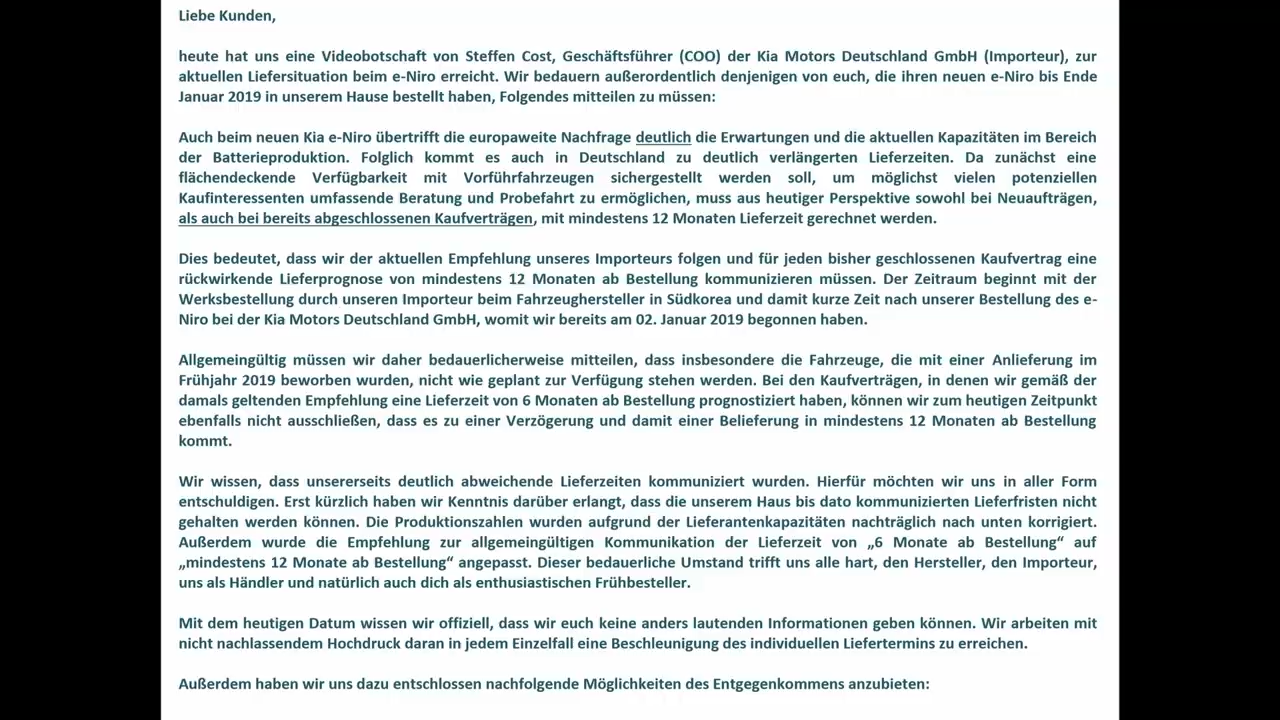 Liebe Kunden,
heute hat uns eine Videobotschaft von Steffen Cost, Geschäftsführer (COO) der Kia Motors Deutschland GmbH (Importeur), zur
aktuellen Liefersituation beim e-Niro erreicht. Wir bedauern außerordentlich denjenigen von euch, die ihren neuen e-Niro bis Ende
Januar 2019 in unserem Hause bestellt haben, Folgendes mitteilen zu müssen:
Auch beim neuen Kia e-Niro übertrifft die europaweite Nachfrage deutlich die Erwartungen und die aktuellen Kapazitäten im Bereich
der Batterieproduktion. Folglich kommt es auch in Deutschland zu deutlich verlängerten Lieferzeiten. Da zunächst eine
flächendeckende Verfügbarkeit mit Vorführfahrzeugen sichergestellt werden soll, um möglichst vielen potenziellen
Kaufinteressenten umfassende Beratung und Probefahrt zu ermöglichen, muss aus heutiger Perspektive sowohl bei Neuaufträgen,
als auch bei bereits abgeschlossenen Kaufverträgen, mit mindestens 12 Monaten Lieferzeit gerechnet werden.
Dies bedeutet, dass wir der aktuellen Empfehlung unseres Importeurs folgen und für jeden bisher geschlossenen Kaufvertrag eine
rückwirkende Lieferprognose von mindestens 12 Monaten ab Bestellung kommunizieren müssen. Der Zeitraum beginnt mit der
Werksbestellung durch unseren Importeur beim Fahrzeughersteller in Südkorea und damit kurze Zeit nach unserer Bestellung des e-
Niro bei der Kia Motors Deutschland GmbH, womit wir bereits am 02. Januar 2019 begonnen haben.
Allgemeingültig müssen wir daher bedauerlicherweise mitteilen, dass insbesondere die Fahrzeuge, die mit einer Anlieferung im
Frühjahr 2019 beworben wurden, nicht wie geplant zur Verfügung stehen werden. Bei den Kaufverträgen, in denen wir gemäß der
damals geltenden Empfehlung eine Lieferzeit von 6 Monaten ab Bestellung prognostiziert haben, können wir zum heutigen Zeitpunkt
ebenfalls nicht ausschließen, dass es zu einer Verzögerung und damit einer Belieferung in mindestens 12 Monaten ab Bestellung
kommt.
Wir wissen, dass unsererseits deutlich abweichende Lieferzeiten kommuniziert wurden. Hierfür möchten wir uns in aller Form
entschuldigen. Erst kürzlich haben wir Kenntnis darüber erlangt, dass die unserem Haus bis dato kommunizierten Lieferfristen nicht
gehalten werden können. Die Produktionszahlen wurden aufgrund der Lieferantenkapazitäten nachträglich nach unten korrigiert.
Außerdem wurde die Empfehlung zur allgemeingültigen Kommunikation der Lieferzeit von „6 Monate ab Bestellung“ auf
„mindestens 12 Monate ab Bestellung“ angepasst. Dieser bedauerliche Umstand trifft uns alle hart, den Hersteller, den Importeur,
uns als Händler und natürlich auch dich als enthusiastischen Frühbesteller.
Mit dem heutigen Datum wissen wir offiziell, dass wir euch keine anders lautenden Informationen geben können. Wir arbeiten mit
nicht nachlassendem Hochdruck daran in jedem Einzelfall eine Beschleunigung des individuellen Liefertermins zu erreichen.
Außerdem haben wir uns dazu entschlossen nachfolgende Möglichkeiten des Entgegenkommens anzubieten: